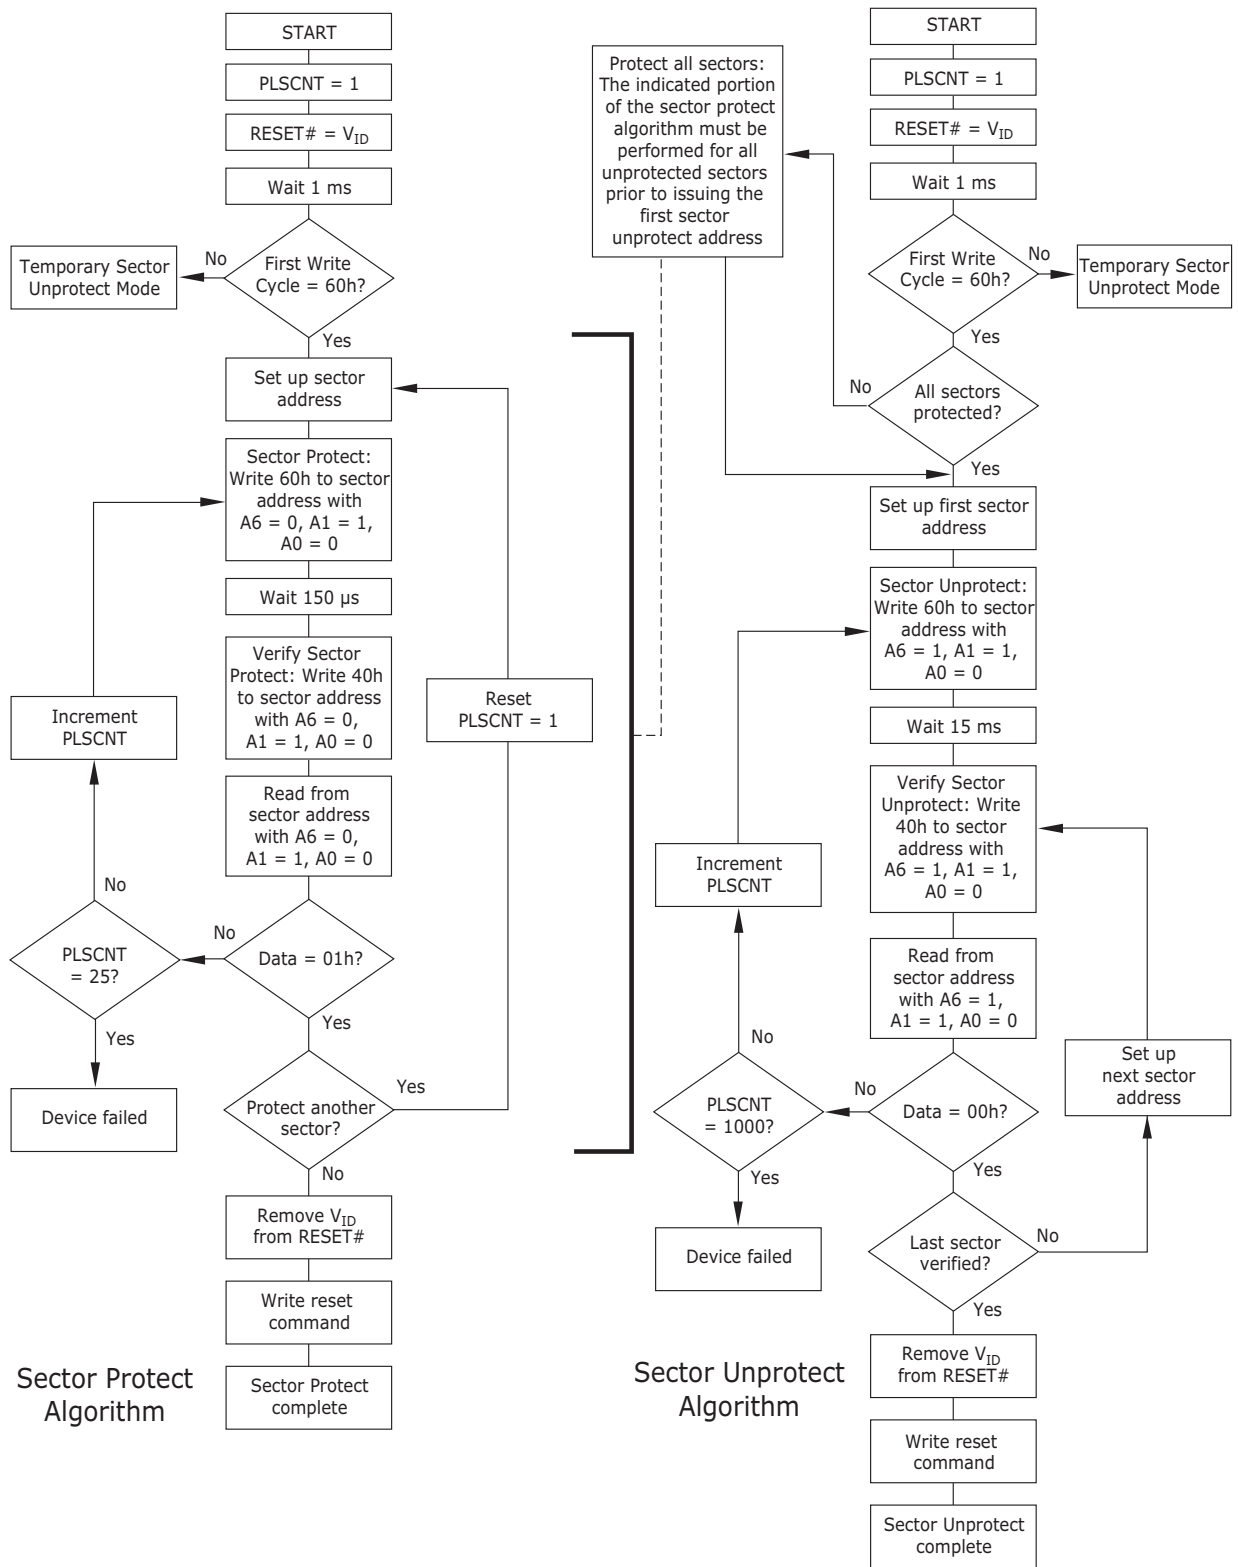 START
PLSCNT = 1
RESET# = VID
Wait 1 ms
First Write
Cycle = 60h?
No
Temporary Sector
Unprotect Mode
Yes
Set up sector
address
Sector Protect:
Write 60h to sector
address with
A6 = 0, A1 = 1,
A0 = 0
Wait 150 µs
Verify Sector
Protect: Write 40h
to sector address
with A6 = 0,
A1 = 1, A0 = 0
Increment
PLSCNT
Reset
PLSCNT = 1
Read from
sector address
with A6 = 0,
A1 = 1, A0 = 0
No
PLSCNT
= 25?
No
Data = 01h?
Yes
Yes
Device failed
Protect another
sector?
Yes
No
Remove VID
from RESET#
Write reset
command
Sector Protect
complete
Sector Protect
Algorithm
Protect all sectors:
The indicated portion
of the sector protect
algorithm must be
performed for all
unprotected sectors
prior to issuing the
first sector
unprotect address
START
PLSCNT = 1
RESET# = VID
Wait 1 ms
First Write
Cycle = 60h?
No
Temporary Sector
Unprotect Mode
Yes
No
All sectors
protected?
Yes
Set up first sector
address
Sector Unprotect:
Write 60h to sector
address with
A6 = 1, A1 = 1,
A0 = 0
Wait 15 ms
Verify Sector
Unprotect: Write
40h to sector
address with
A6 = 1, A1 = 1,
A0 = 0
Increment
PLSCNT
Read from
sector address
with A6 = 1,
A1 = 1, A0 = 0
No
Set up
next sector
address
PLSCNT
= 1000?
No
Data = 00h?
Yes
Yes
Device failed
Last sector
verified?
No
Yes
Remove VID
from RESET#
Write reset
command
Sector Unprotect
complete
Sector Unprotect
Algorithm